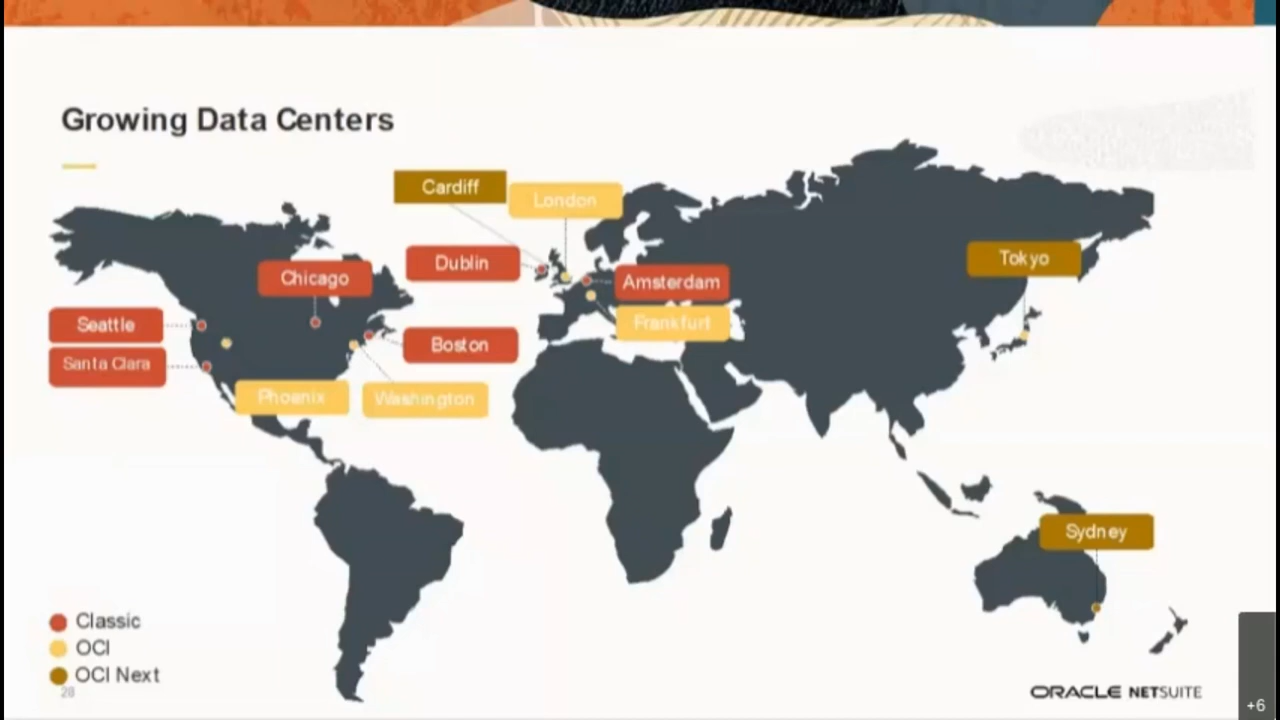 Growing Data Centers
Cardiff
London
Dublin
Amsterdam
Tokyo
Chicago
Frankfurt
Seattle
Boston
Santa Clara
Phoenix
Washington
Sydney
Classic
OCI
OCI Next
28
ORACLE NETSUITE
+6